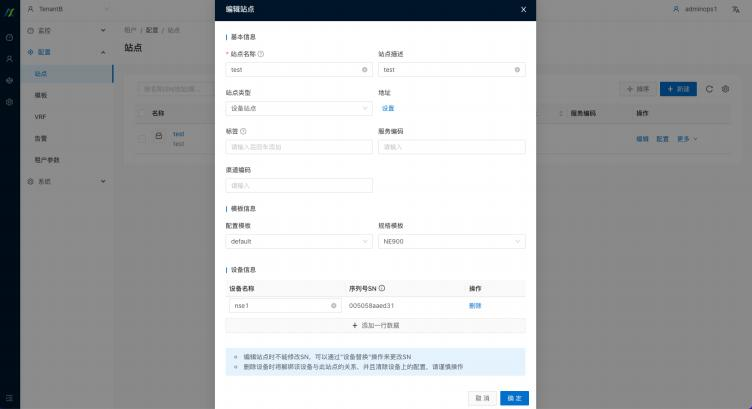 TenantB
编辑站点
adminops1
监控
租户 / 配置 / 站点
基本信息
配置
站点
* 站点名称
站点描述
test
test
站点
模板
站点类型
地址
排序
新建
VRF
设备站点
设置
名称
服务编码
操作
告警
标签
服务编码
test
test
编辑 配置 更多
租户参数
请输入后回车添加
请输入
系统
渠道编码
请输入
模板信息
配置模板
规格模板
default
NE900
设备信息
设备名称
序列号SN
操作
nse1
005058aaed31
删除
+ 添加一行数据
编辑站点时不能修改SN，可以通过"设备替换"操作来更改SN
删除设备时将解绑该设备与此站点的关系、并且清除设备上的配置、请谨慎操作
取 消
确 定